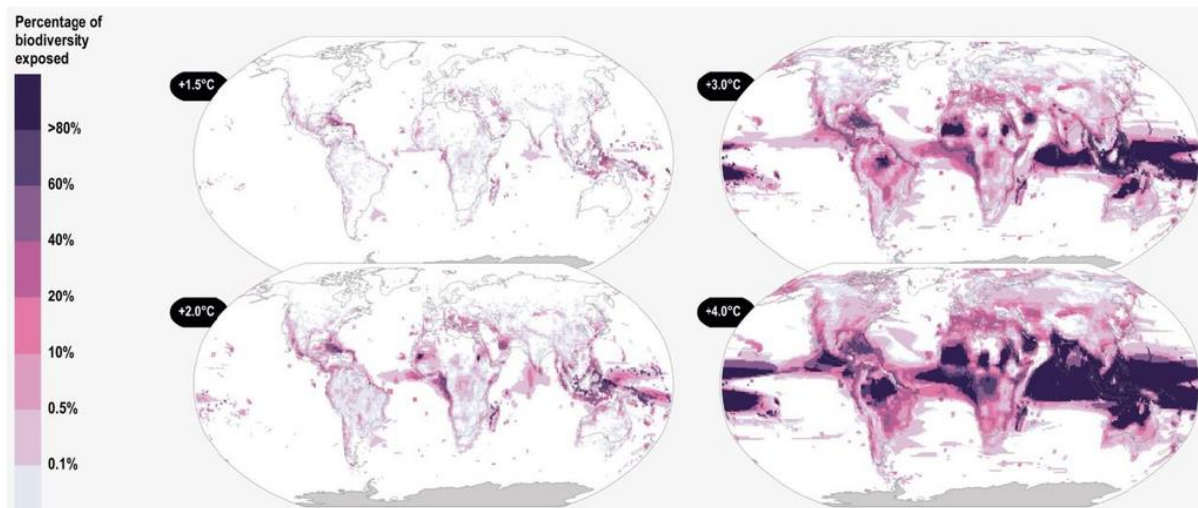 Percentage of
biodiversity
exposed
>80%
60%
40%
20%
10%
0.5%
0.1%
+1.5°C
+3.0°C
+2.0°C
+4.0°C